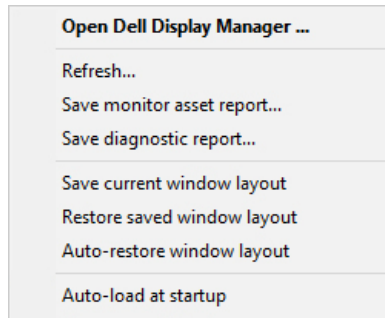 Open Dell Display Manager ...
Refresh...
Save monitor asset report...
Save diagnostic report...
Save current window layout
Restore saved window layout
Auto-restore window layout
Auto-load at startup